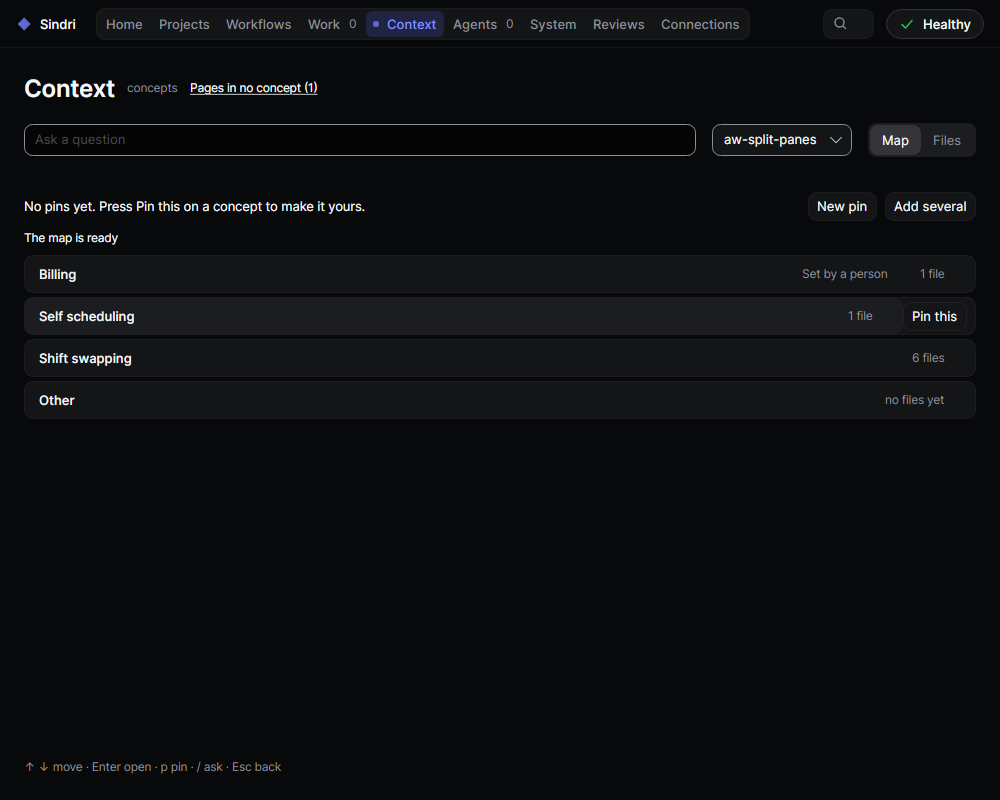 Sindri
Home Projects Workflows Work 0 Context Agents 0 System Reviews Connections
Healthy
Context concepts Pages in no concept (1)
Ask a question
aw-split-panes
Map Files
No pins yet. Press Pin this on a concept to make it yours.
New pin Add several
The map is ready
Billing Set by a person 1 file
Self scheduling 1 file Pin this
Shift swapping 6 files
Other no files yet
↑ ↓ move · Enter open · p pin · / ask · Esc back